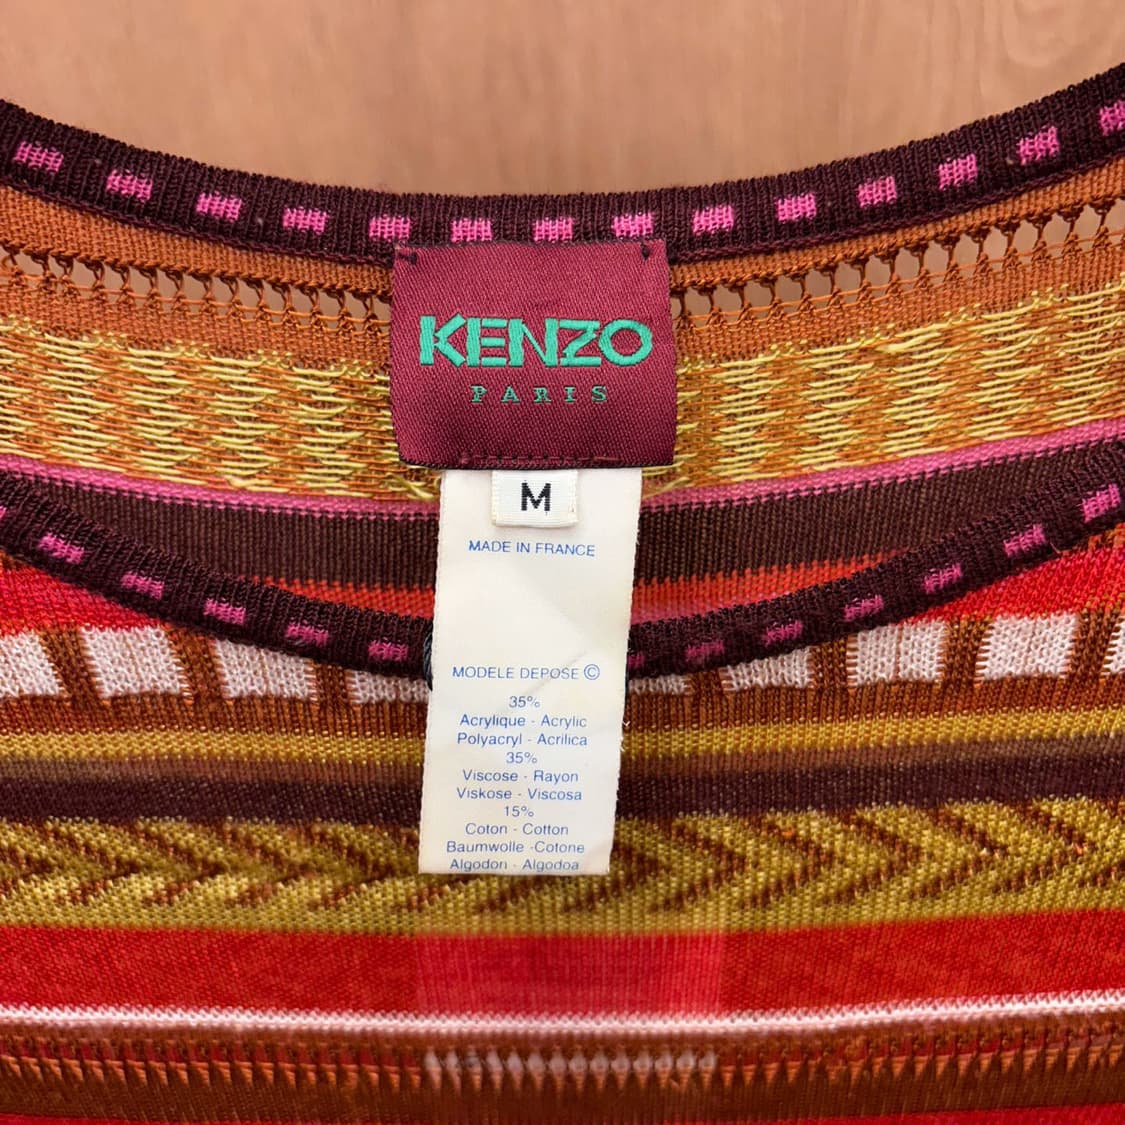 KENZO
PARIS
M
MADE IN FRANCE
MODELE DEPOSE ©
35%
Acrylique - Acrylic
Polyacryl - Acrilica
35%
Viscose - Rayon
Viskose - Viscosa
15%
Coton - Cotton
Baumwolle -Cotone
Algodon - Algodoa